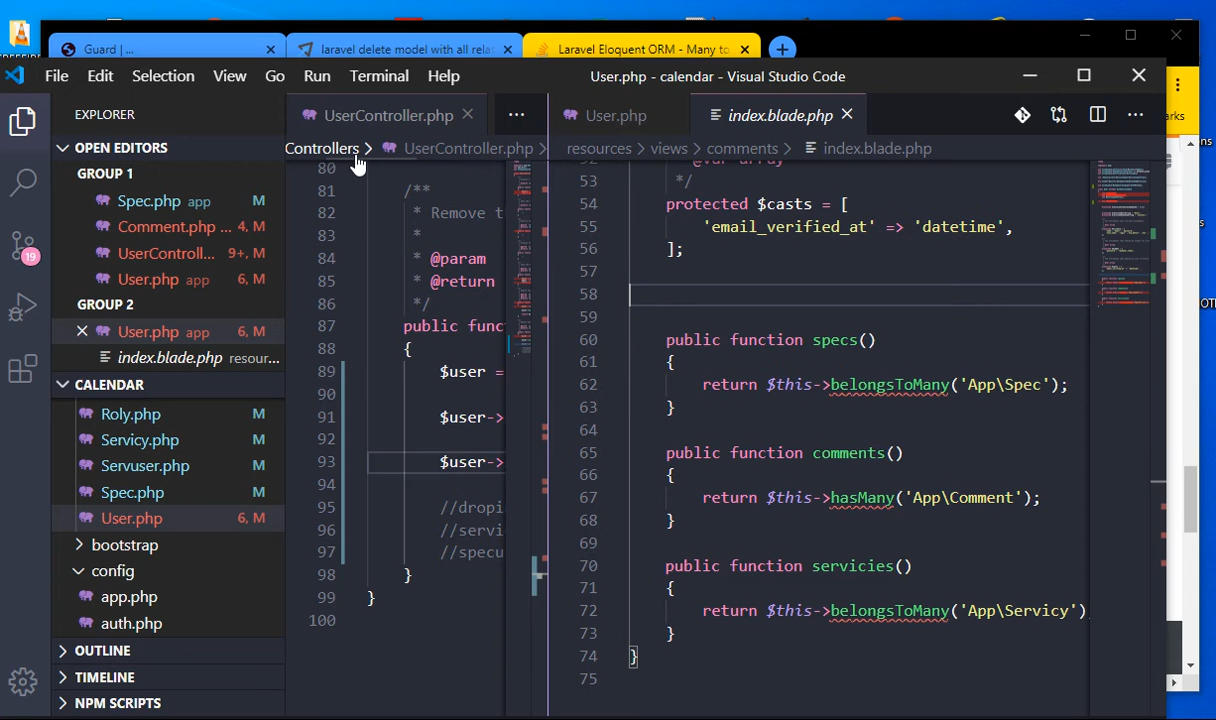 Guard | ...
laravel delete model with all rela
Laravel Eloquent ORM - Many to
File Edit Selection View Go Run Terminal Help
User.php - calendar - Visual Studio Code
arks
EXPLORER
OPEN EDITORS
GROUP 1
Spec.php app M
Comment.php ... 4, M
UserControll... 9+, M
User.php app 6, M
GROUP 2
User.php app 6, M
index.blade.php resour...
CALENDAR
Roly.php M
Servicy.php M
Servuser.php M
Spec.php M
User.php 6, M
bootstrap
config
app.php
auth.php
OUTLINE
TIMELINE
NPM SCRIPTS
19
UserController.php
Controllers > UserController.php >
80
81 /**
82 * Remove t
83 *
84 * @param
85 * @return
86 */
87 public func
88 {
89 $user =
90
91 $user->
92
93 $user->
94
95 //dropi
96 //servi
97 //specu
98 }
99 }
100
User.php
index.blade.php
resources > views > comments > index.blade.php
52 * @var array
53 */
54 protected $casts = [
55 'email_verified_at' => 'datetime',
56 ];
57
58
59
60 public function specs()
61 {
62 return $this->belongsToMany('App\Spec');
63 }
64
65 public function comments()
66 {
67 return $this->hasMany('App\Comment');
68 }
69
70 public function servicies()
71 {
72 return $this->belongsToMany('App\Servicy')
73 }
74 }
75